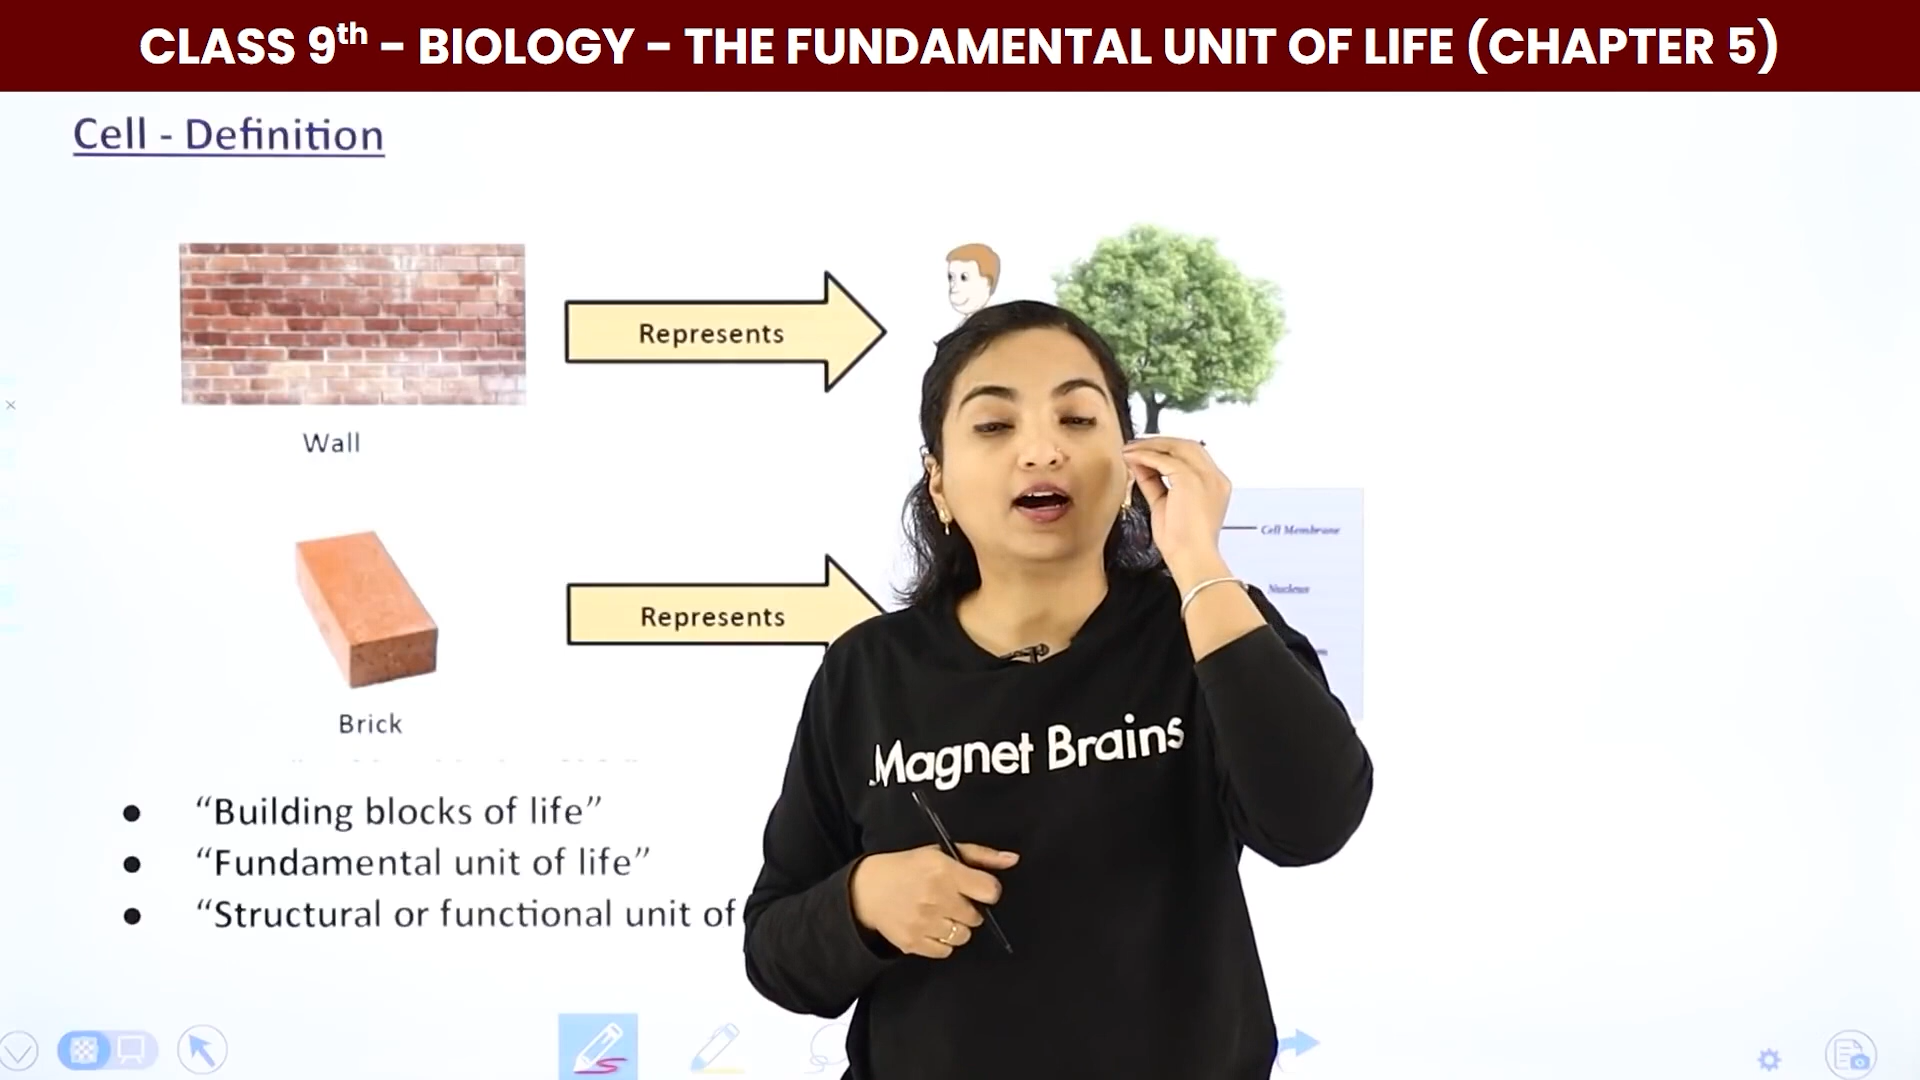 CLASS 9th – BIOLOGY – THE FUNDAMENTAL UNIT OF LIFE (CHAPTER 5)
Cell - Definition
Represents
Wall
Cell Membrane
Nucleus
Represents
Brick
Magnet Brains
● “Building blocks of life”
● “Fundamental unit of life”
● “Structural or functional unit of